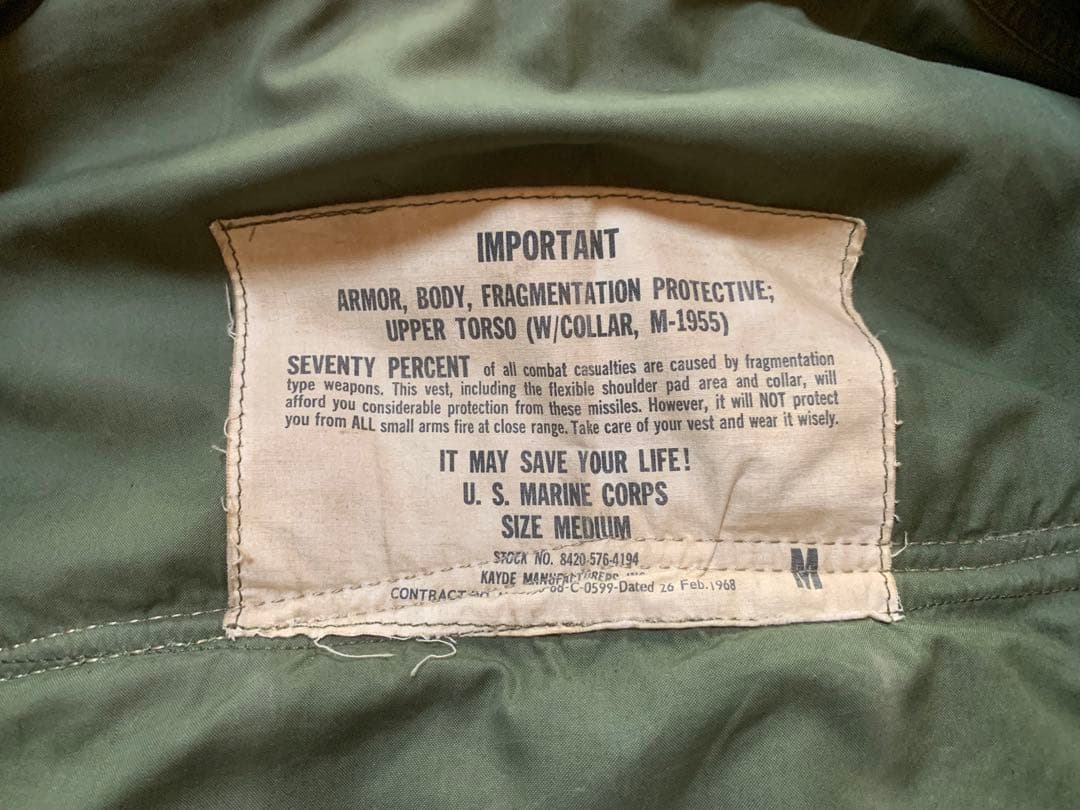 IMPORTANT
ARMOR, BODY, FRAGMENTATION PROTECTIVE;
UPPER TORSO (W/COLLAR, M-1955)
SEVENTY PERCENT of all combat casualties are caused by fragmentation
type weapons. This vest, including the flexible shoulder pad area and collar, will
afford you considerable protection from these missiles. However, it will NOT protect
you from ALL small arms fire at close range. Take care of your vest and wear it wisely.
IT MAY SAVE YOUR LIFE!
U. S. MARINE CORPS
SIZE MEDIUM
STOCK NO. 8420-576-4194
M
KAYDE
CONTRACT -C-0599-Dated 26 Feb. 1968